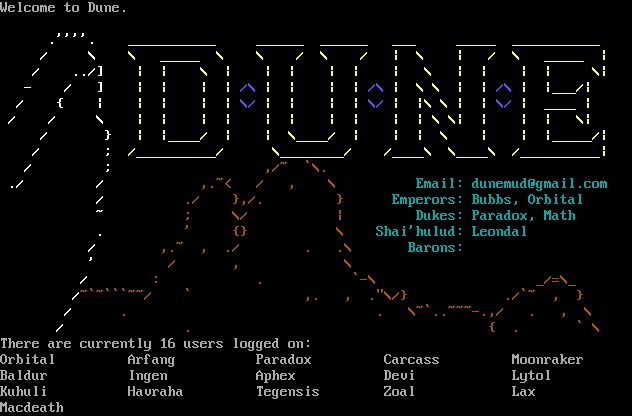 Welcome to Dune.
DUNE
Email: dunemud@gmail.com
Emperors: Bubbs, Orbital
Dukes: Paradox, Math
Shai'hulud: Leondal
Barons:
There are currently 16 users logged on:
Orbital Arfang Paradox Carcass Moonraker
Baldur Ingen Aphex Devi Lytol
Kuhuli Havraha Tegensis Zoal Lax
Macdeath